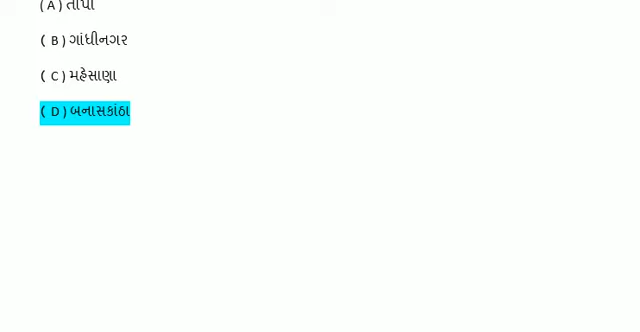 ( A ) તાપી
( B ) ગાંધીનગર
( C ) મહેસાણા
( D ) બનાસકાંઠા